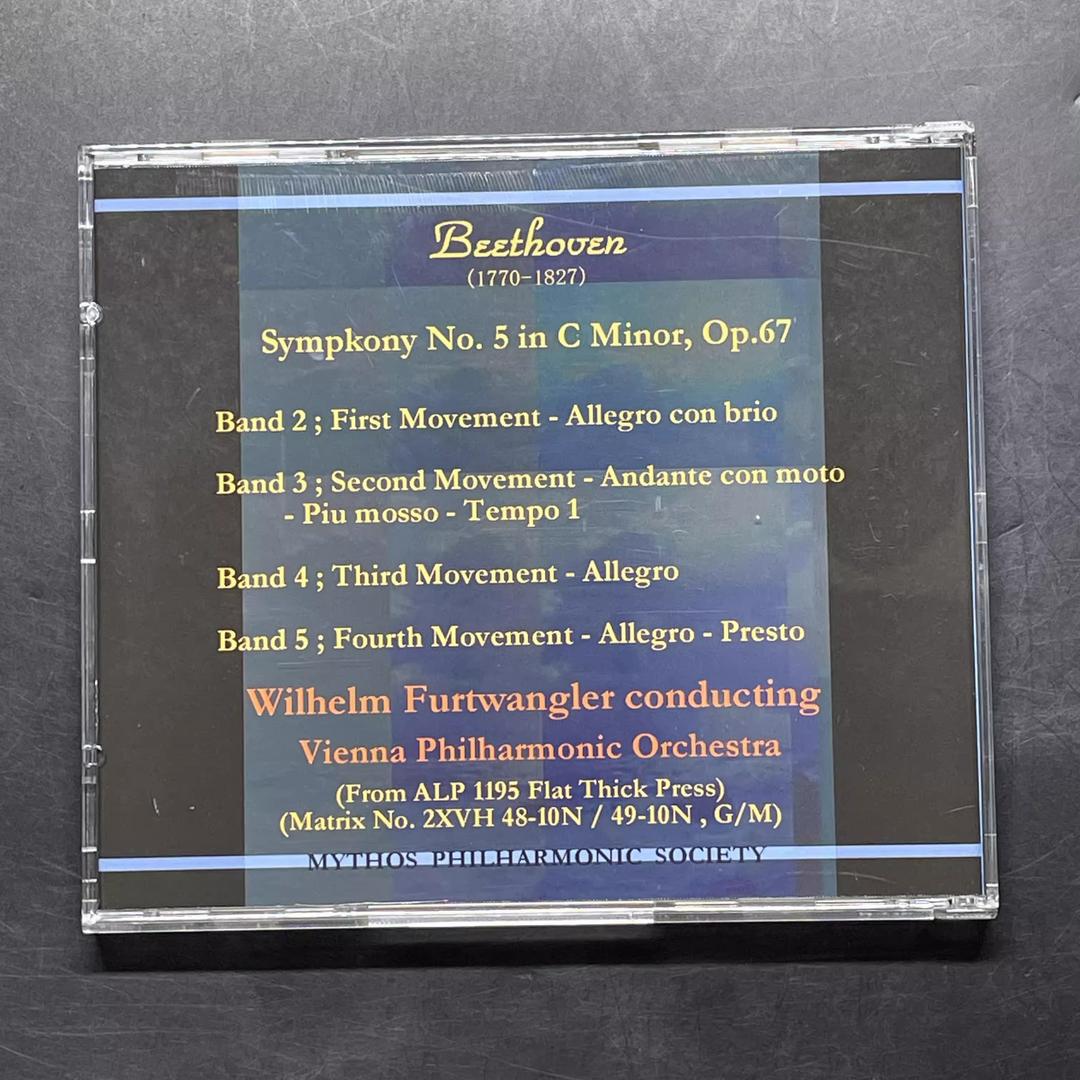 Beethoven
(1770-1827)
Sympkony No. 5 in C Minor, Op.67
Band 2 ; First Movement - Allegro con brio
Band 3 ; Second Movement - Andante con moto
- Piu mosso - Tempo 1
Band 4 ; Third Movement - Allegro
Band 5 ; Fourth Movement - Allegro - Presto
Wilhelm Furtwangler conducting
Vienna Philharmonic Orchestra
(From ALP 1195 Flat Thick Press)
(Matrix No. 2XVH 48-10N / 49-10N , G/M)
MYTHOS PHILHARMONIC SOCIETY